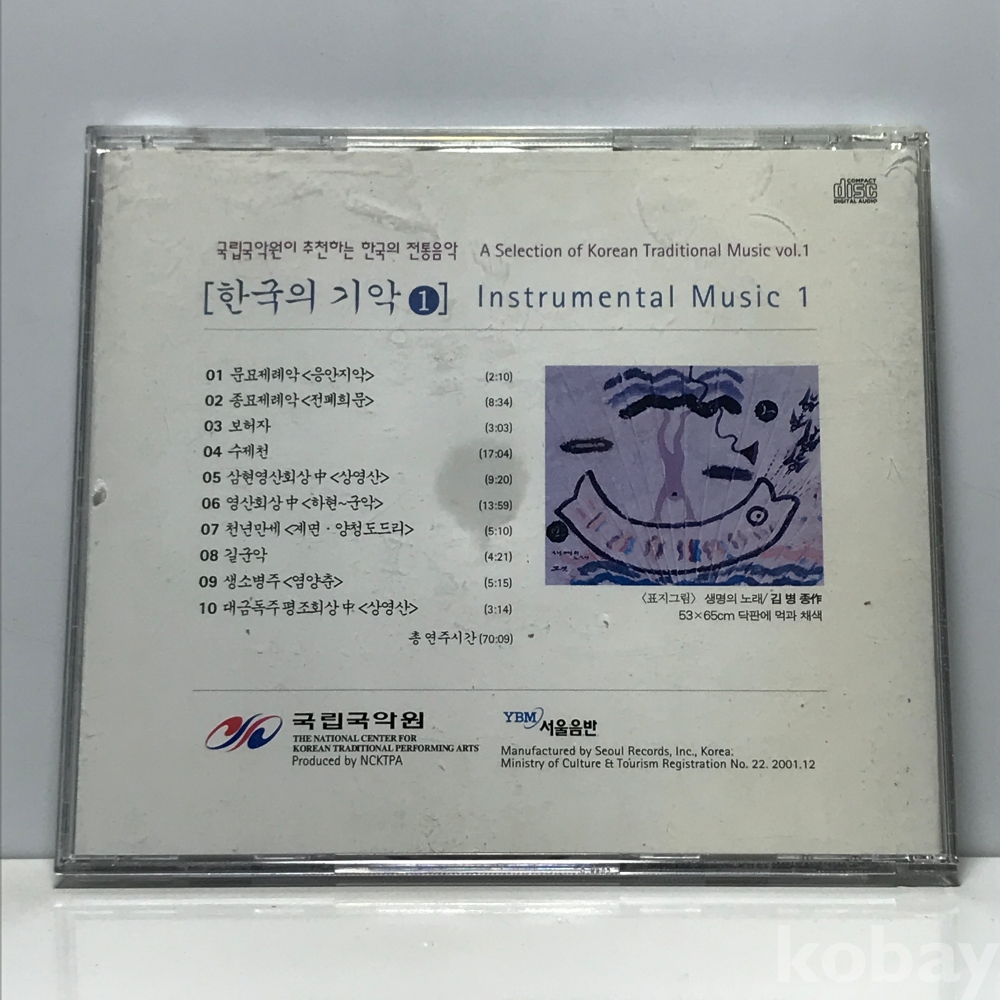 COMPACT
disc
DIGITAL AUDIO
국립국악원이 추천하는 한국의 전통음악 A Selection of Korean Traditional Music vol.1
[한국의 기악 1] Instrumental Music 1
01 문묘제례악<응안지악> (2:10)
02 종묘제례악<전폐희문> (8:34)
03 보허자 (3:03)
04 수제천 (17:04)
05 삼현영산회상 中 <상영산> (9:20)
06 영산회상 中 <하현~군악> (13:59)
07 천년만세 <계면 · 양청도드리> (5:10)
08 길군악 (4:21)
09 생소병주 <염양춘> (5:15)
10 대금독주 평조회상 中 <상영산> (3:14)
총 연주시간 (70:09)
〈표지그림〉 생명의 노래/ 김 병 종作
53×65cm 닥판에 먹과 채색
국립국악원
THE NATIONAL CENTER FOR
KOREAN TRADITIONAL PERFORMING ARTS
Produced by NCKTPA
YBM 서울음반
Manufactured by Seoul Records, Inc., Korea.
Ministry of Culture & Tourism Registration No. 22. 2001.12
kobay